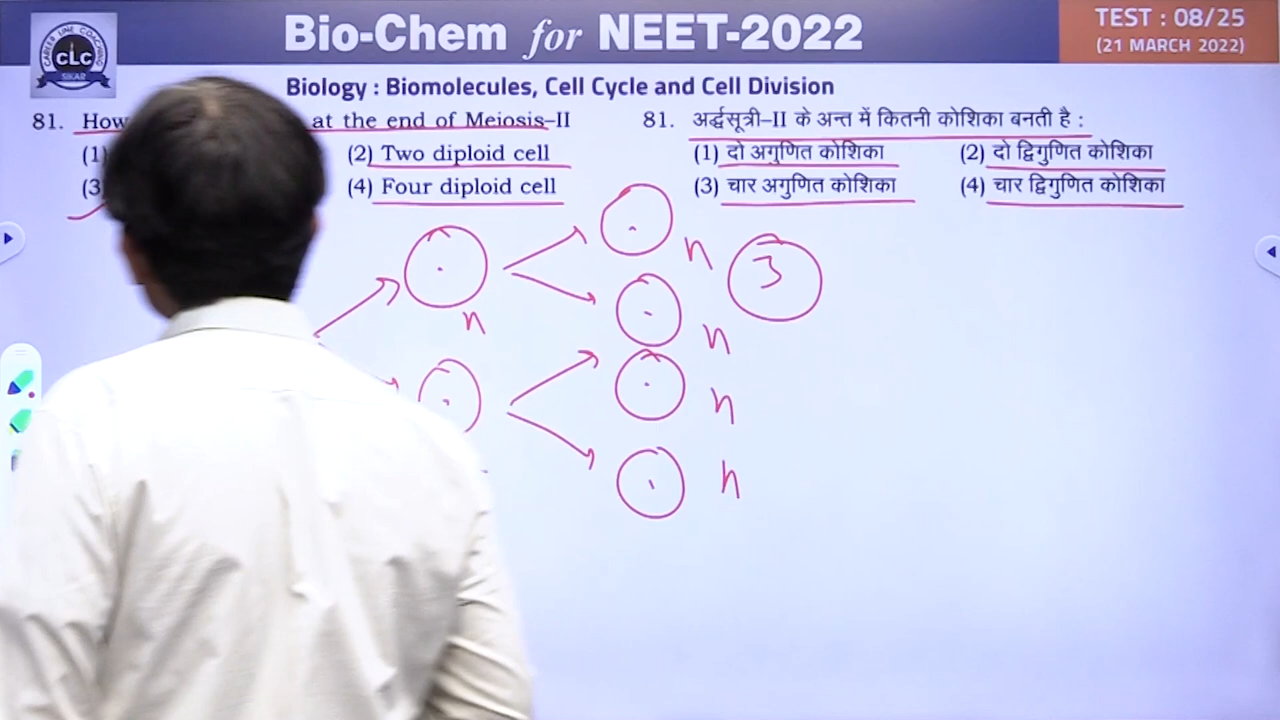 Bio-Chem for NEET-2022
TEST : 08/25
(21 MARCH 2022)
CAREER LINE COACHING
CLC
SIKAR
Biology : Biomolecules, Cell Cycle and Cell Division
81. How at the end of Meiosis–II
(1) (2) Two diploid cell
(3 (4) Four diploid cell
81. अर्द्धसूत्री–II के अन्त में कितनी कोशिका बनती है :
(1) दो अगुणित कोशिका (2) दो द्विगुणित कोशिका
(3) चार अगुणित कोशिका (4) चार द्विगुणित कोशिका
n
n
n
n
n
3